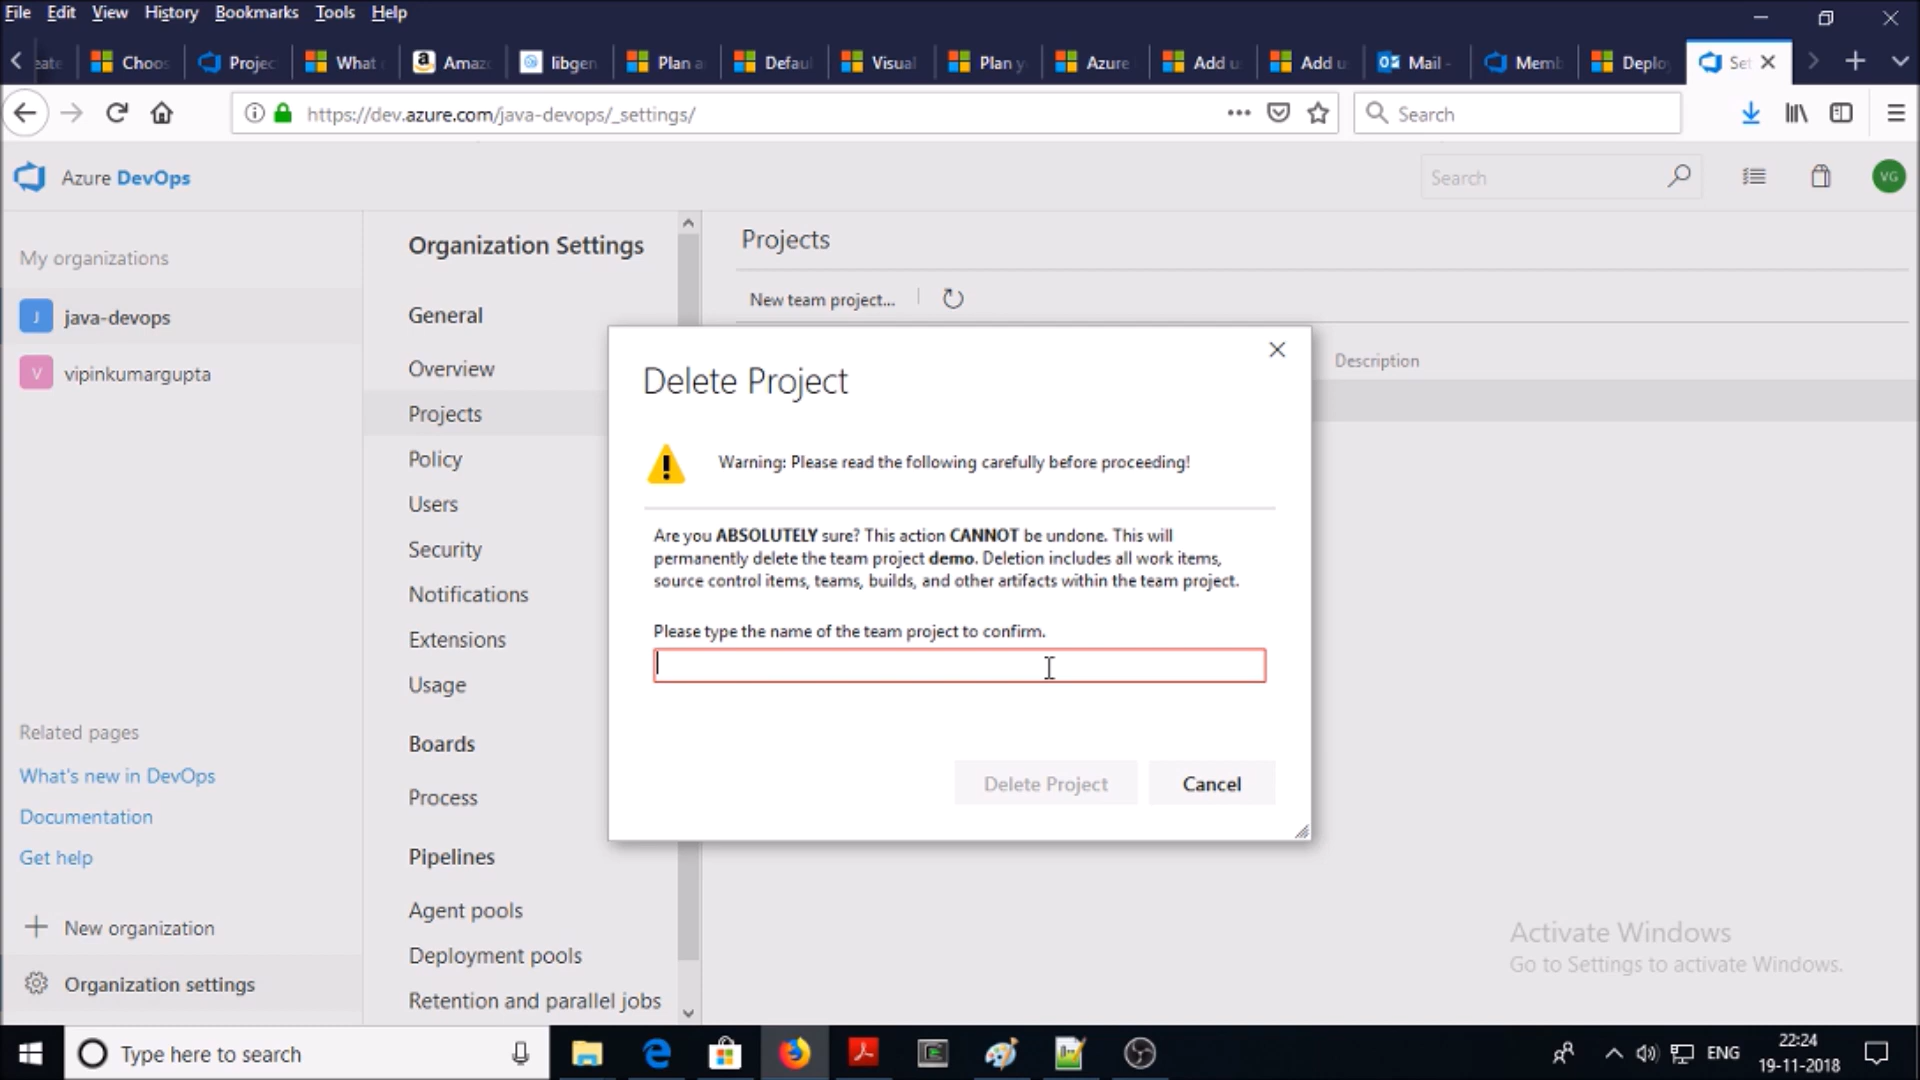 File Edit View History Bookmarks Tools Help
Choos Projec What Amaz libgen Plan a Defau Visual Plan y Azure Add u Add u Mail - Memb Deplo Set
https://dev.azure.com/java-devops/_settings/
Search
Azure DevOps
Search
VG
My organizations
J java-devops
V vipinkumargupta
Related pages
What's new in DevOps
Documentation
Get help
New organization
Organization settings
Organization Settings
General
Overview
Projects
Policy
Users
Security
Notifications
Extensions
Usage
Boards
Process
Pipelines
Agent pools
Deployment pools
Retention and parallel jobs
Projects
New team project...
Description
Delete Project
Warning: Please read the following carefully before proceeding!
Are you ABSOLUTELY sure? This action CANNOT be undone. This will
permanently delete the team project demo. Deletion includes all work items,
source control items, teams, builds, and other artifacts within the team project.
Please type the name of the team project to confirm.
Delete Project Cancel
Activate Windows
Go to Settings to activate Windows.
Type here to search
ENG
22:24
19-11-2018